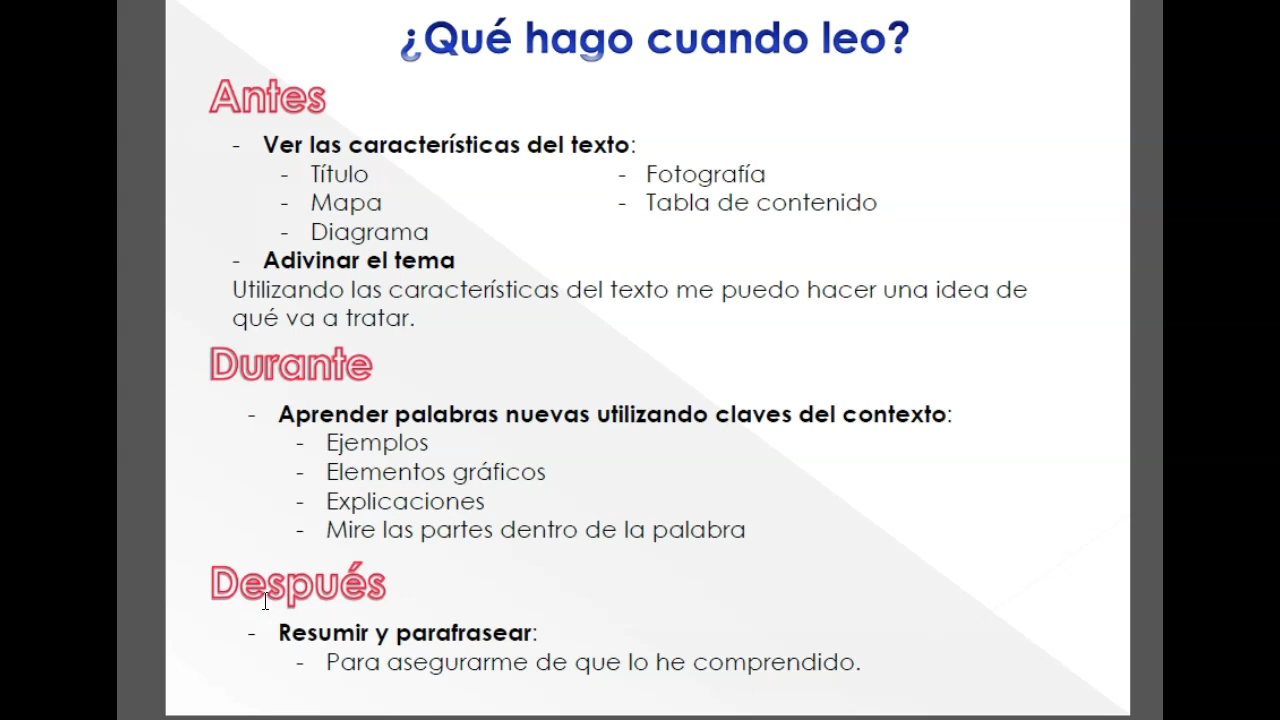 ¿Qué hago cuando leo?
Antes
- Ver las características del texto:
- Título - Fotografía
- Mapa - Tabla de contenido
- Diagrama
- Adivinar el tema
Utilizando las características del texto me puedo hacer una idea de
qué va a tratar.
Durante
- Aprender palabras nuevas utilizando claves del contexto:
- Ejemplos
- Elementos gráficos
- Explicaciones
- Mire las partes dentro de la palabra
Después
- Resumir y parafrasear:
- Para asegurarme de que lo he comprendido.